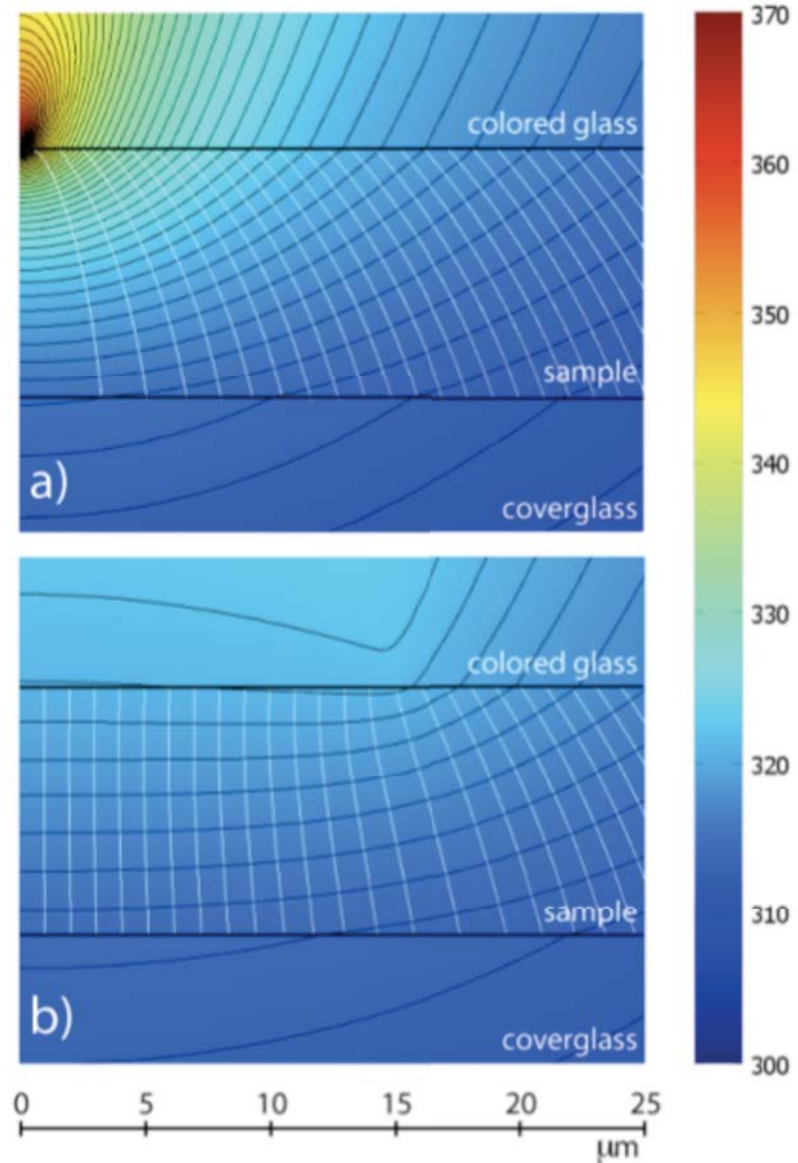 colored glass
sample
a)
coverglass
colored glass
sample
b)
coverglass
370
360
350
340
330
320
310
300
0 5 10 15 20 25
μm